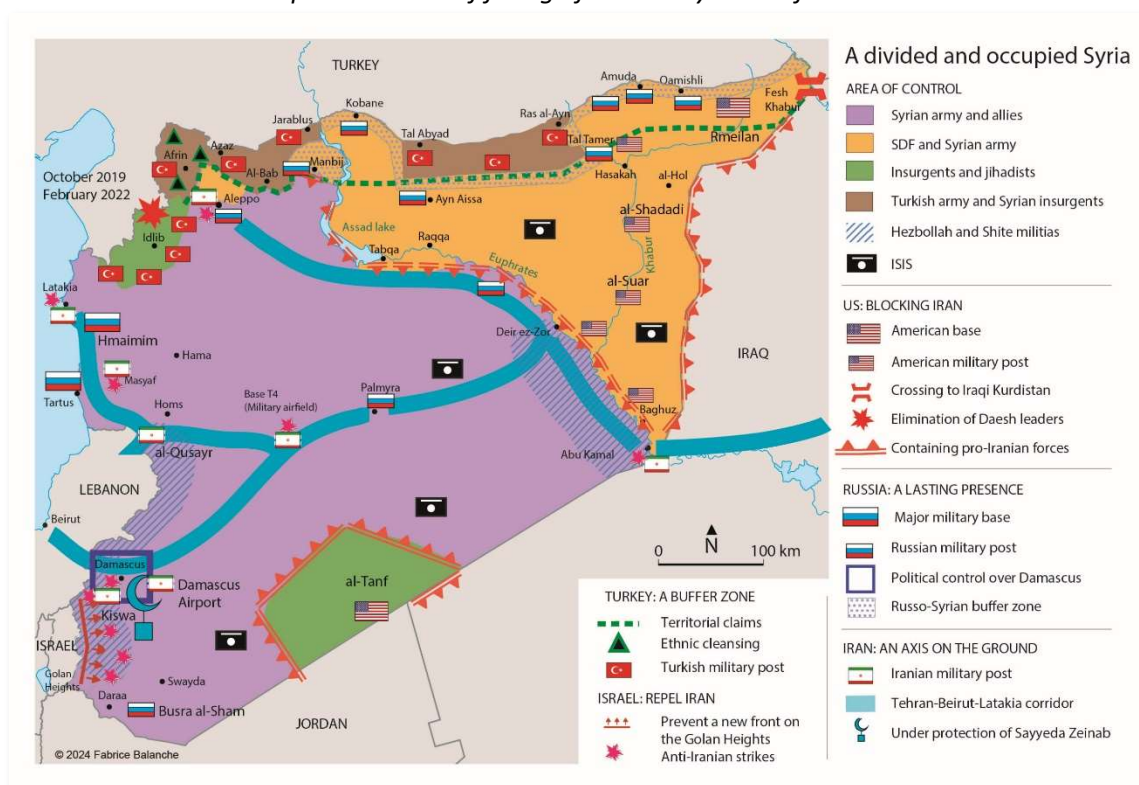 A divided and occupied Syria
AREA OF CONTROL
Syrian army and allies
SDF and Syrian army
Insurgents and jihadists
Turkish army and Syrian insurgents
Hezbollah and Shite militias
ISIS
US: BLOCKING IRAN
American base
American military post
Crossing to Iraqi Kurdistan
Elimination of Daesh leaders
Containing pro-Iranian forces
RUSSIA: A LASTING PRESENCE
Major military base
Russian military post
Political control over Damascus
Russo-Syrian buffer zone
IRAN: AN AXIS ON THE GROUND
Iranian military post
Tehran-Beirut-Latakia corridor
Under protection of Sayyeda Zeinab
TURKEY: A BUFFER ZONE
Territorial claims
Ethnic cleansing
Turkish military post
ISRAEL: REPEL IRAN
Prevent a new front on
the Golan Heights
Anti-Iranian strikes
TURKEY
Kobane
Jarablus
Amuda
Qamishli
Fesh
Khabur
Ras al-Ayn
Tal Abyad
Tal Tamer
Rmeilan
Azaz
Afrin
Manbij
Al-Bab
Hasakah
al-Hol
October 2019
February 2022
Aleppo
Ayn Aissa
al-Shadadi
Idlib
Assad lake
Raqqa
Tabqa
Euphrates
Khabur
al-Suar
Latakia
Hmaimim
Deir ez-Zor
IRAQ
Hama
Masyaf
Tartus
Homs
Base T4
(Military airfield)
Palmyra
Baghuz
al-Qusayr
Abu Kamal
LEBANON
Beirut
Damascus
Damascus
Airport
Kiswa
al-Tanf
N
0 100 km
ISRAEL
Golan
Heights
Swayda
Daraa
Busra al-Sham
JORDAN
© 2024 Fabrice Balanche